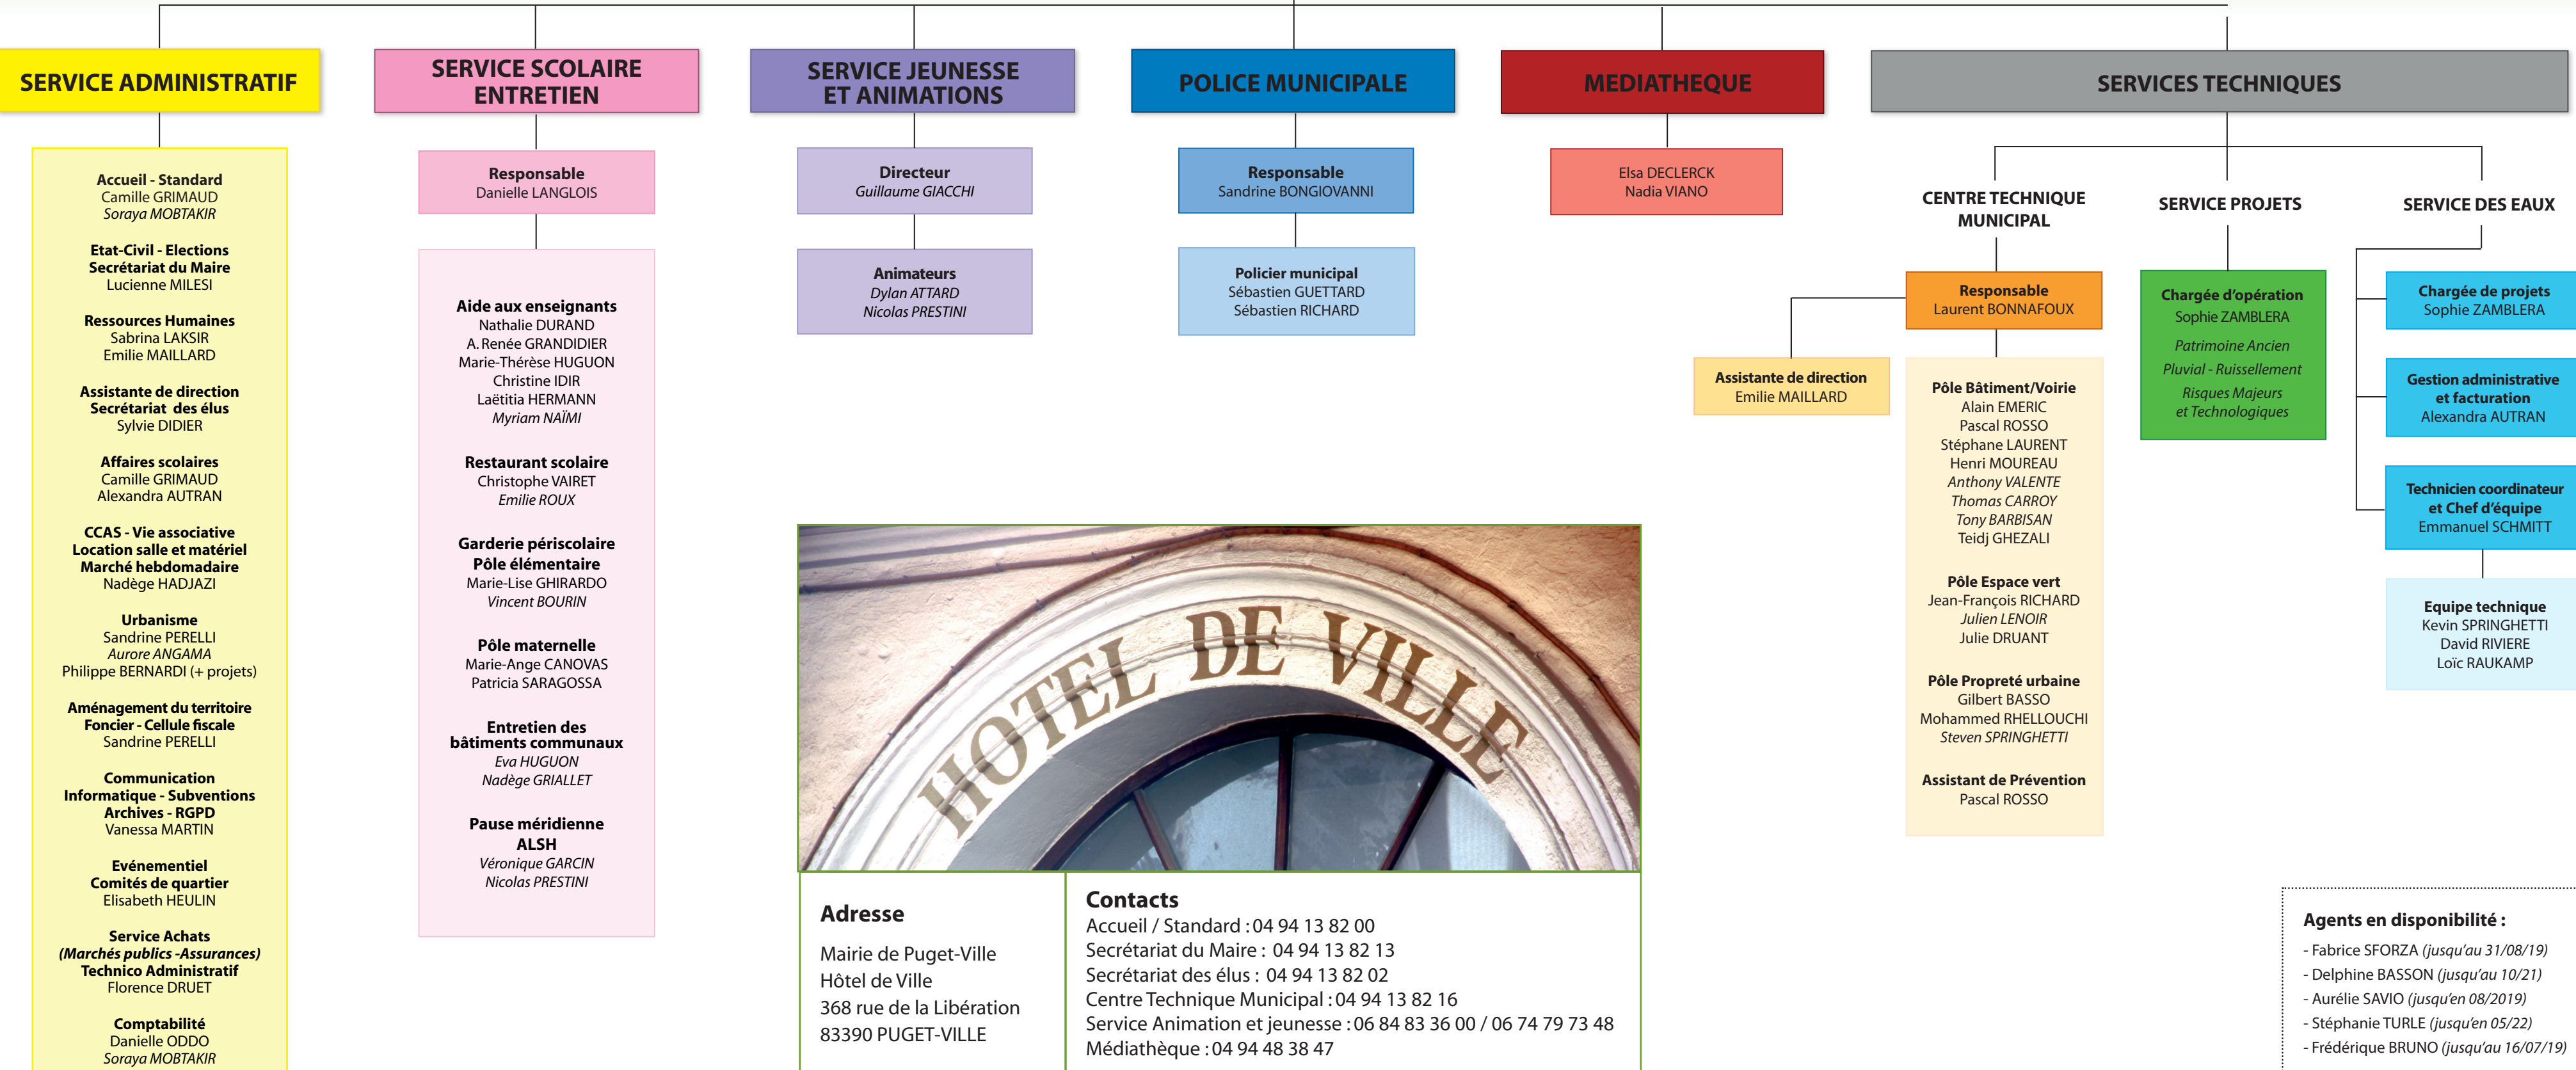 SERVICE ADMINISTRATIF
Accueil - Standard
Camille GRIMAUD
Soraya MOBTAKIR
Etat-Civil - Elections
Secrétariat du Maire
Lucienne MILESI
Ressources Humaines
Sabrina LAKSIR
Emilie MAILLARD
Assistante de direction
Secrétariat des élus
Sylvie DIDIER
Affaires scolaires
Camille GRIMAUD
Alexandra AUTRAN
CCAS - Vie associative
Location salle et matériel
Marché hebdomadaire
Nadège HADJAZI
Urbanisme
Sandrine PERELLI
Aurore ANGAMA
Philippe BERNARDI (+ projets)
Aménagement du territoire
Foncier - Cellule fiscale
Sandrine PERELLI
Communication
Informatique - Subventions
Archives - RGPD
Vanessa MARTIN
Evénementiel
Comités de quartier
Elisabeth HEULIN
Service Achats
(Marchés publics -Assurances)
Technico Administratif
Florence DRUET
Comptabilité
Danielle ODDO
Soraya MOBTAKIR
SERVICE SCOLAIRE
ENTRETIEN
Responsable
Danielle LANGLOIS
Aide aux enseignants
Nathalie DURAND
A. Renée GRANDIDIER
Marie-Thérèse HUGUON
Christine IDIR
Laëtitia HERMANN
Myriam NAÏMI
Restaurant scolaire
Christophe VAIRET
Emilie ROUX
Garderie périscolaire
Pôle élémentaire
Marie-Lise GHIRARDO
Vincent BOURIN
Pôle maternelle
Marie-Ange CANOVAS
Patricia SARAGOSSA
Entretien des
bâtiments communaux
Eva HUGUON
Nadège GRIALLET
Pause méridienne
ALSH
Véronique GARCIN
Nicolas PRESTINI
SERVICE JEUNESSE
ET ANIMATIONS
Directeur
Guillaume GIACCHI
Animateurs
Dylan ATTARD
Nicolas PRESTINI
POLICE MUNICIPALE
Responsable
Sandrine BONGIOVANNI
Policier municipal
Sébastien GUETTARD
Sébastien RICHARD
MEDIATHEQUE
Elsa DECLERCK
Nadia VIANO
SERVICES TECHNIQUES
CENTRE TECHNIQUE
MUNICIPAL
Responsable
Laurent BONNAFOUX
Assistante de direction
Emilie MAILLARD
Pôle Bâtiment/Voirie
Alain EMERIC
Pascal ROSSO
Stéphane LAURENT
Henri MOUREAU
Anthony VALENTE
Thomas CARROY
Tony BARBISAN
Teidj GHEZALI
Pôle Espace vert
Jean-François RICHARD
Julien LENOIR
Julie DRUANT
Pôle Propreté urbaine
Gilbert BASSO
Mohammed RHELLOUCHI
Steven SPRINGHETTI
Assistant de Prévention
Pascal ROSSO
SERVICE PROJETS
Chargée d'opération
Sophie ZAMBLERA
Patrimoine Ancien
Pluvial - Ruissellement
Risques Majeurs
et Technologiques
SERVICE DES EAUX
Chargée de projets
Sophie ZAMBLERA
Gestion administrative
et facturation
Alexandra AUTRAN
Technicien coordinateur
et Chef d'équipe
Emmanuel SCHMITT
Equipe technique
Kevin SPRINGHETTI
David RIVIERE
Loïc RAUKAMP
HOTEL DE VILLE
Adresse
Mairie de Puget-Ville
Hôtel de Ville
368 rue de la Libération
83390 PUGET-VILLE
Contacts
Accueil / Standard : 04 94 13 82 00
Secrétariat du Maire : 04 94 13 82 13
Secrétariat des élus : 04 94 13 82 02
Centre Technique Municipal : 04 94 13 82 16
Service Animation et jeunesse : 06 84 83 36 00 / 06 74 79 73 48
Médiathèque : 04 94 48 38 47
Agents en disponibilité :
- Fabrice SFORZA (jusqu'au 31/08/19)
- Delphine BASSON (jusqu'au 10/21)
- Aurélie SAVIO (jusqu'en 08/2019)
- Stéphanie TURLE (jusqu'en 05/22)
- Frédérique BRUNO (jusqu'au 16/07/19)